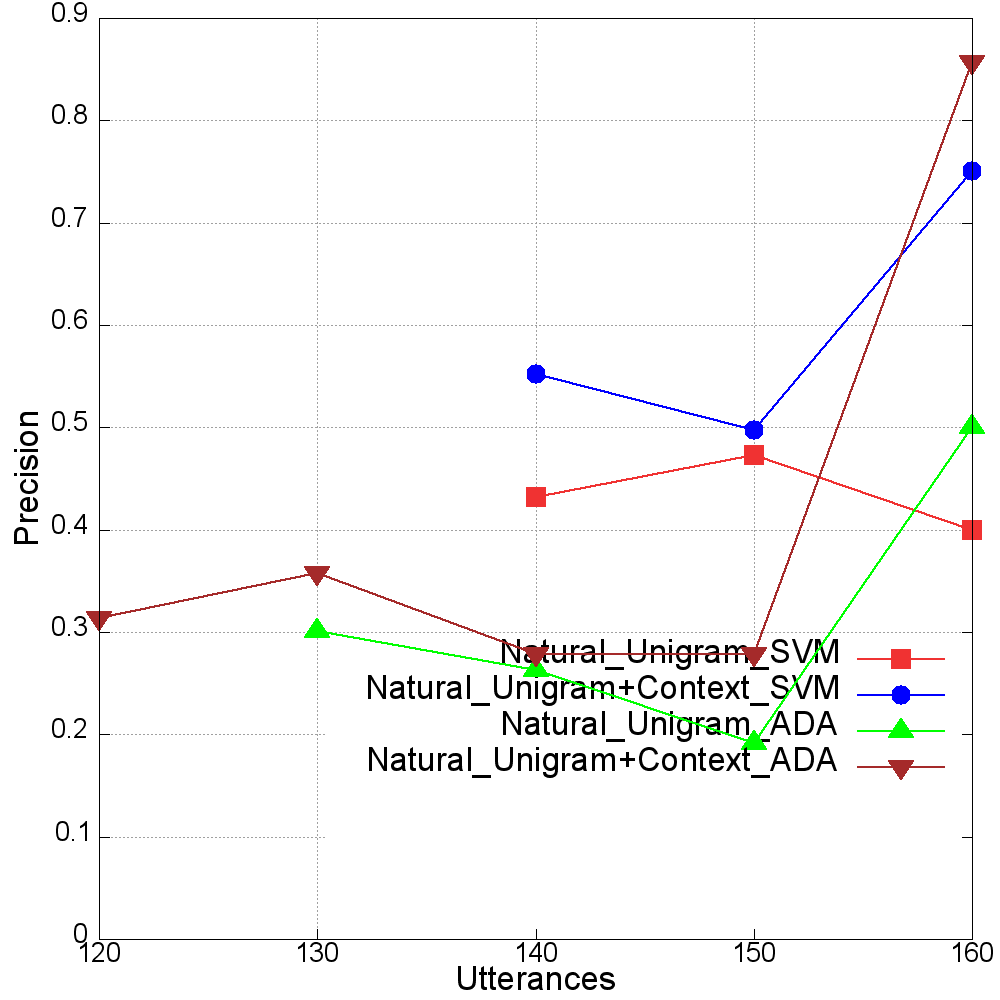 0.9
0.8
0.7
0.6
0.5
0.4
0.3
0.2
0.1
0
Precision
120 130 140 150 160
Utterances
Natural_Unigram_SVM
Natural_Unigram+Context_SVM
Natural_Unigram_ADA
Natural_Unigram+Context_ADA